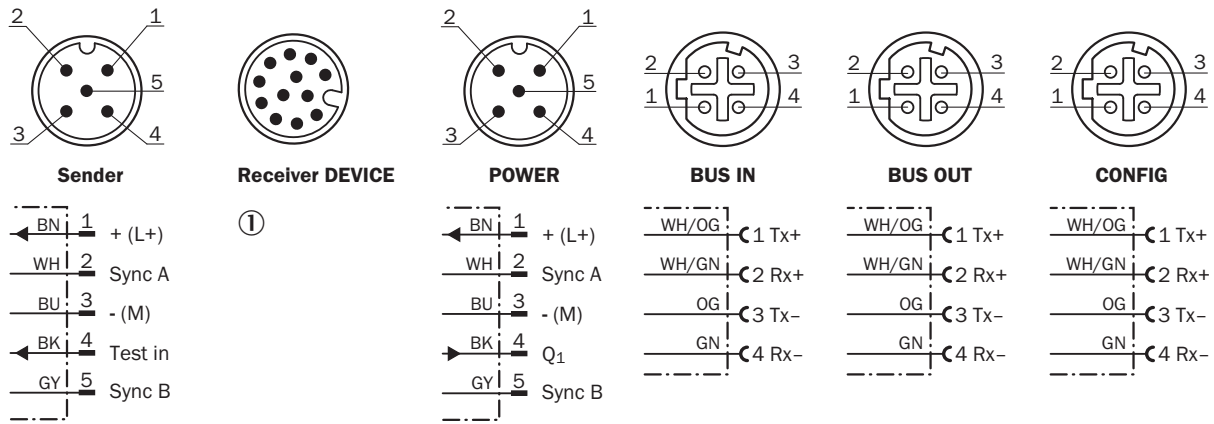 2 1
5
3 4
Sender
BN 1 + (L+)
WH 2 Sync A
BU 3 - (M)
BK 4 Test in
GY 5 Sync B
Receiver DEVICE
①
2 1
5
3 4
POWER
BN 1 + (L+)
WH 2 Sync A
BU 3 - (M)
BK 4 Q1
GY 5 Sync B
2 3
1 4
BUS IN
WH/OG 1 Tx+
WH/GN 2 Rx+
OG 3 Tx–
GN 4 Rx–
2 3
1 4
BUS OUT
WH/OG 1 Tx+
WH/GN 2 Rx+
OG 3 Tx–
GN 4 Rx–
2 3
1 4
CONFIG
WH/OG 1 Tx+
WH/GN 2 Rx+
OG 3 Tx–
GN 4 Rx–